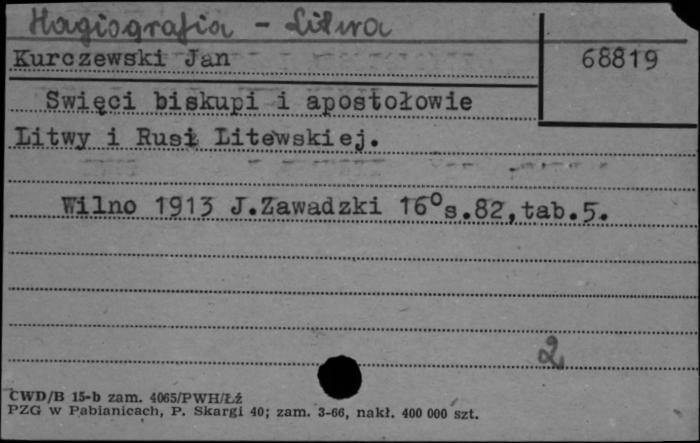 Hagiografia - Litwa
Kurczewski Jan
68819
Święci biskupi i apostołowie
Litwy i Rusi Litewskiej.
Wilno 1913 J.Zawadzki 16°s.82,tab.5.
2
CWD/B 15-b zam. 4065/PWH/Łź
PZG w Pabianicach, P. Skargi 40; zam. 3-66, nakł. 400 000 szt.